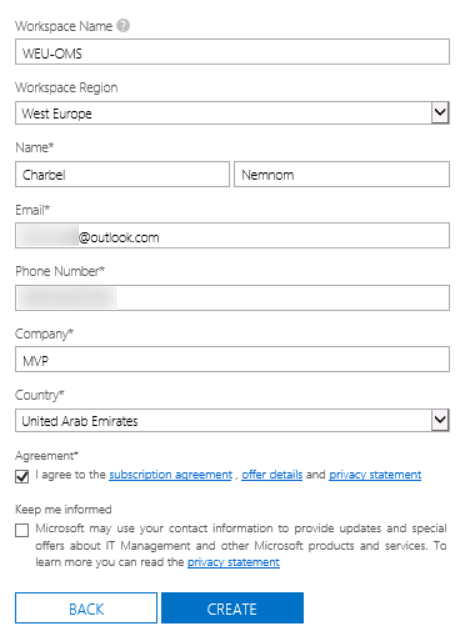 Workspace Name ?
WEU-OMS
Workspace Region
West Europe
Name*
Charbel Nemnom
Email*
@outlook.com
Phone Number*
Company*
MVP
Country*
United Arab Emirates
Agreement*
I agree to the subscription agreement , offer details and privacy statement
Keep me informed
Microsoft may use your contact information to provide updates and special
offers about IT Management and other Microsoft products and services. To
learn more you can read the privacy statement
BACK CREATE